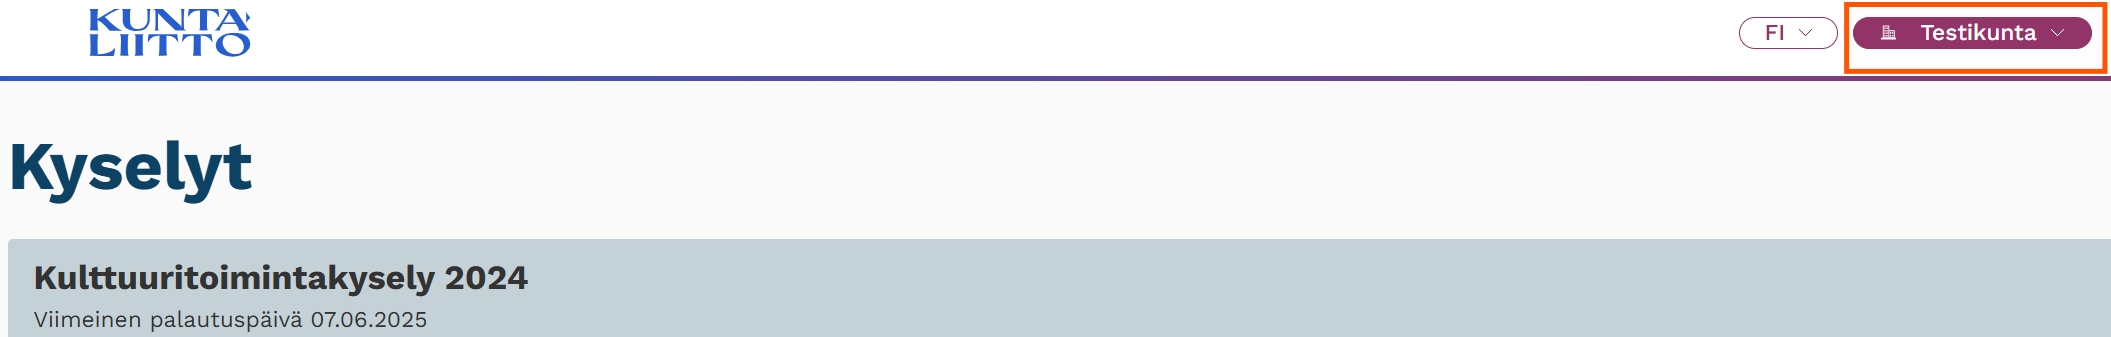 KUNTA
LIITTO
FI
Testikunta
Kyselyt
Kulttuuritoimintakysely 2024
Viimeinen palautuspäivä 07.06.2025